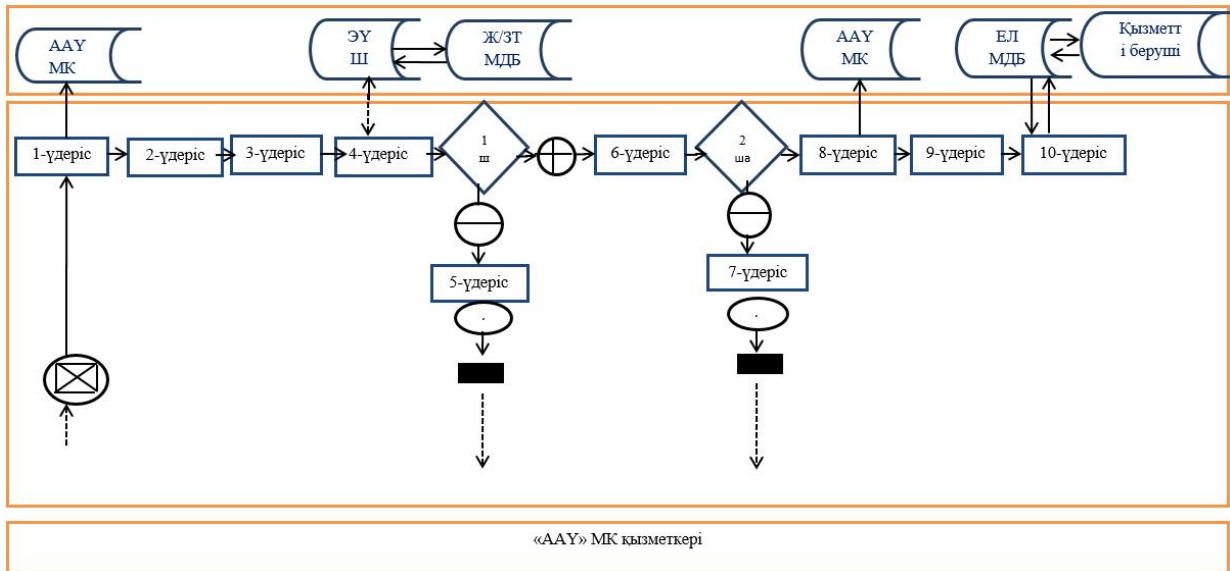 ААҮ
МК
ЭҮ
Ш
Ж/ЗТ
МДБ
ААҮ
МК
ЕЛ
МДБ
Қызметт
і беруші
1-үдеріс
2-үдеріс
3-үдеріс
4-үдеріс
1
ш
6-үдеріс
2
ша
8-үдеріс
9-үдеріс
10-үдеріс
5-үдеріс
7-үдеріс
«ААҮ» МК қызметкері